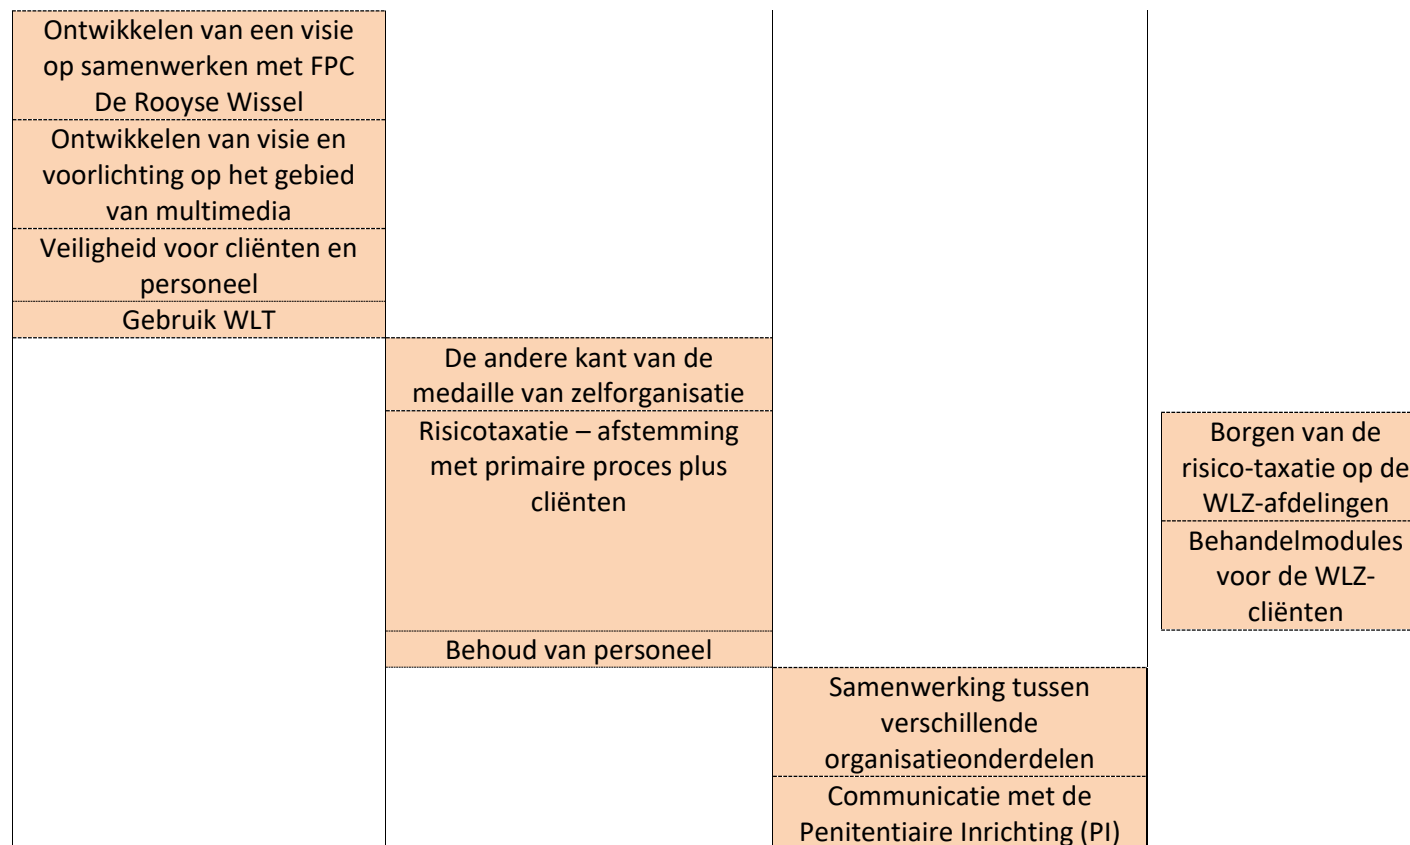 Ontwikkelen van een visie
op samenwerken met FPC
De Rooyse Wissel
Ontwikkelen van visie en
voorlichting op het gebied
van multimedia
Veiligheid voor cliënten en
personeel
Gebruik WLT
De andere kant van de
medaille van zelforganisatie
Risicotaxatie – afstemming
met primaire proces plus
cliënten
Borgen van de
risico-taxatie op de
WLZ-afdelingen
Behandelmodules
voor de WLZ-
cliënten
Behoud van personeel
Samenwerking tussen
verschillende
organisatieonderdelen
Communicatie met de
Penitentiaire Inrichting (PI)